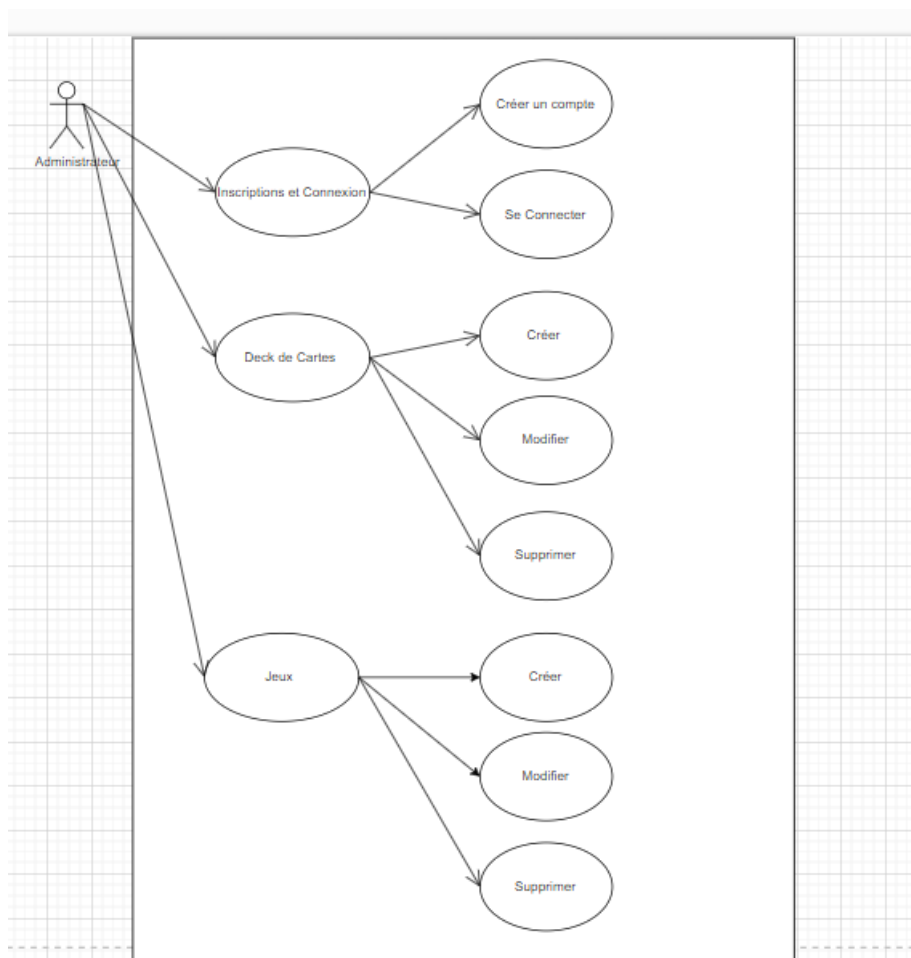 Créer un compte
Administrateur
Inscriptions et Connexion
Se Connecter
Créer
Deck de Cartes
Modifier
Supprimer
Jeux
Créer
Modifier
Supprimer